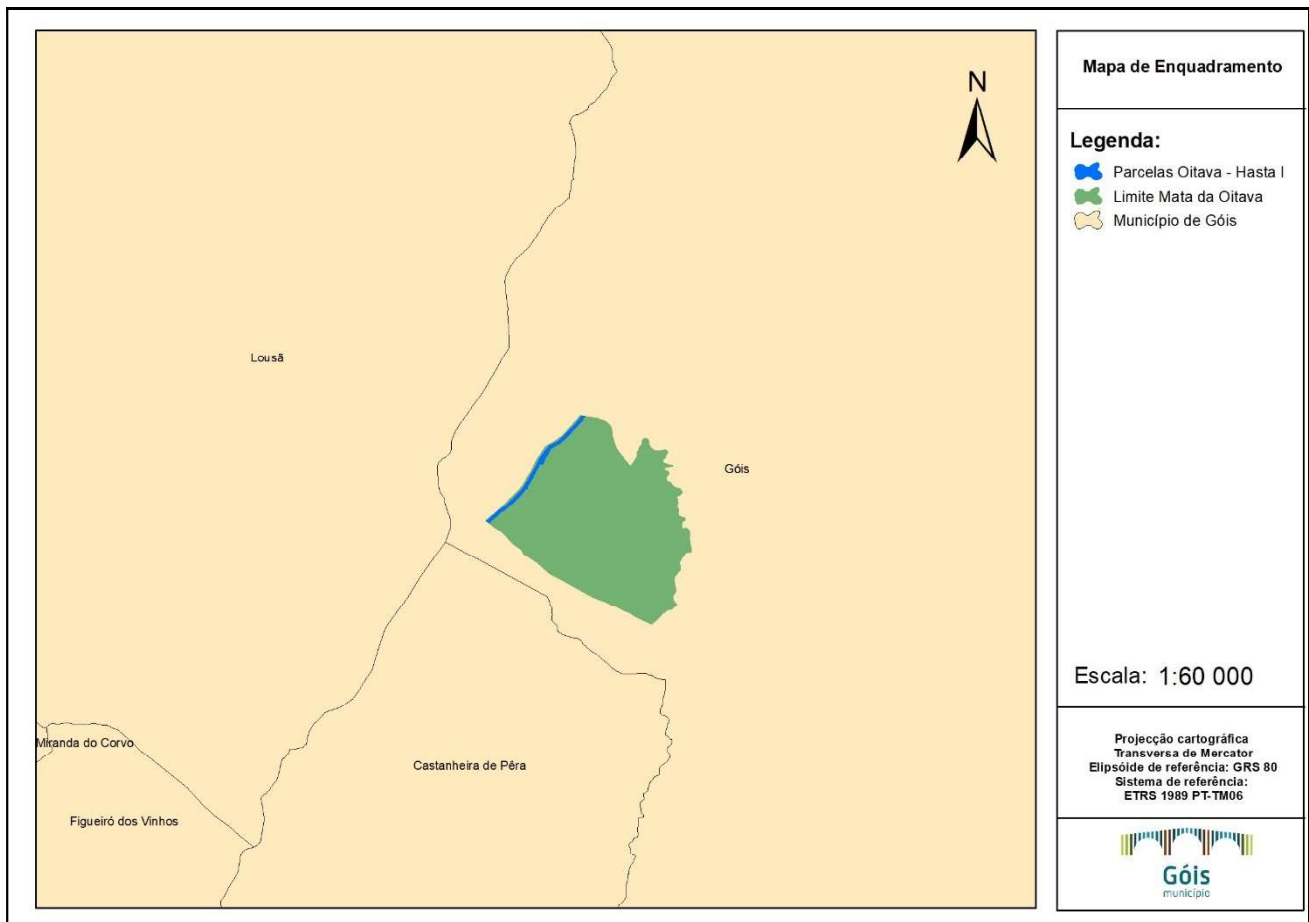 Mapa de Enquadramento
N
Legenda:
Parcelas Oitava - Hasta I
Limite Mata da Oitava
Município de Góis
Lousã
Góis
Miranda do Corvo
Castanheira de Pêra
Figueiró dos Vinhos
Escala: 1:60 000
Projecção cartográfica
Transversa de Mercator
Elipsóide de referência: GRS 80
Sistema de referência:
ETRS 1989 PT-TM06
Góis
município